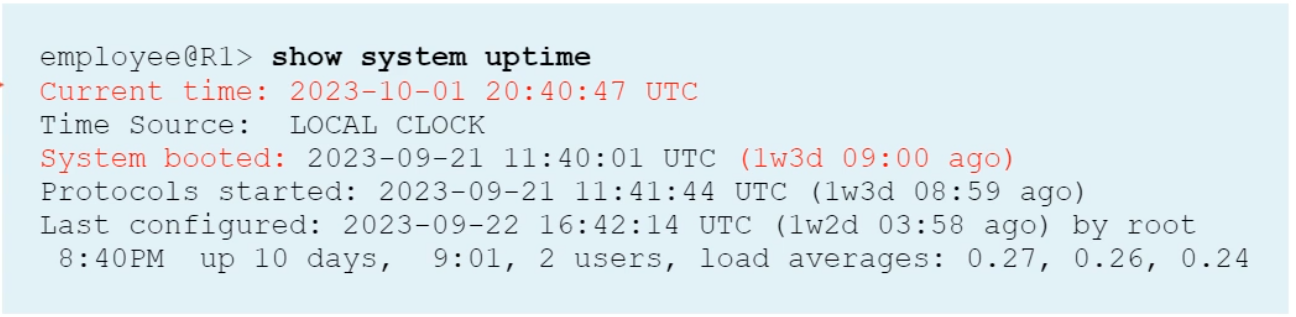 employee@R1> show system uptime
Current time: 2023-10-01 20:40:47 UTC
Time Source:  LOCAL CLOCK
System booted: 2023-09-21 11:40:01 UTC (1w3d 09:00 ago)
Protocols started: 2023-09-21 11:41:44 UTC (1w3d 08:59 ago)
Last configured: 2023-09-22 16:42:14 UTC (1w2d 03:58 ago) by root
 8:40PM  up 10 days,  9:01, 2 users, load averages: 0.27, 0.26, 0.24